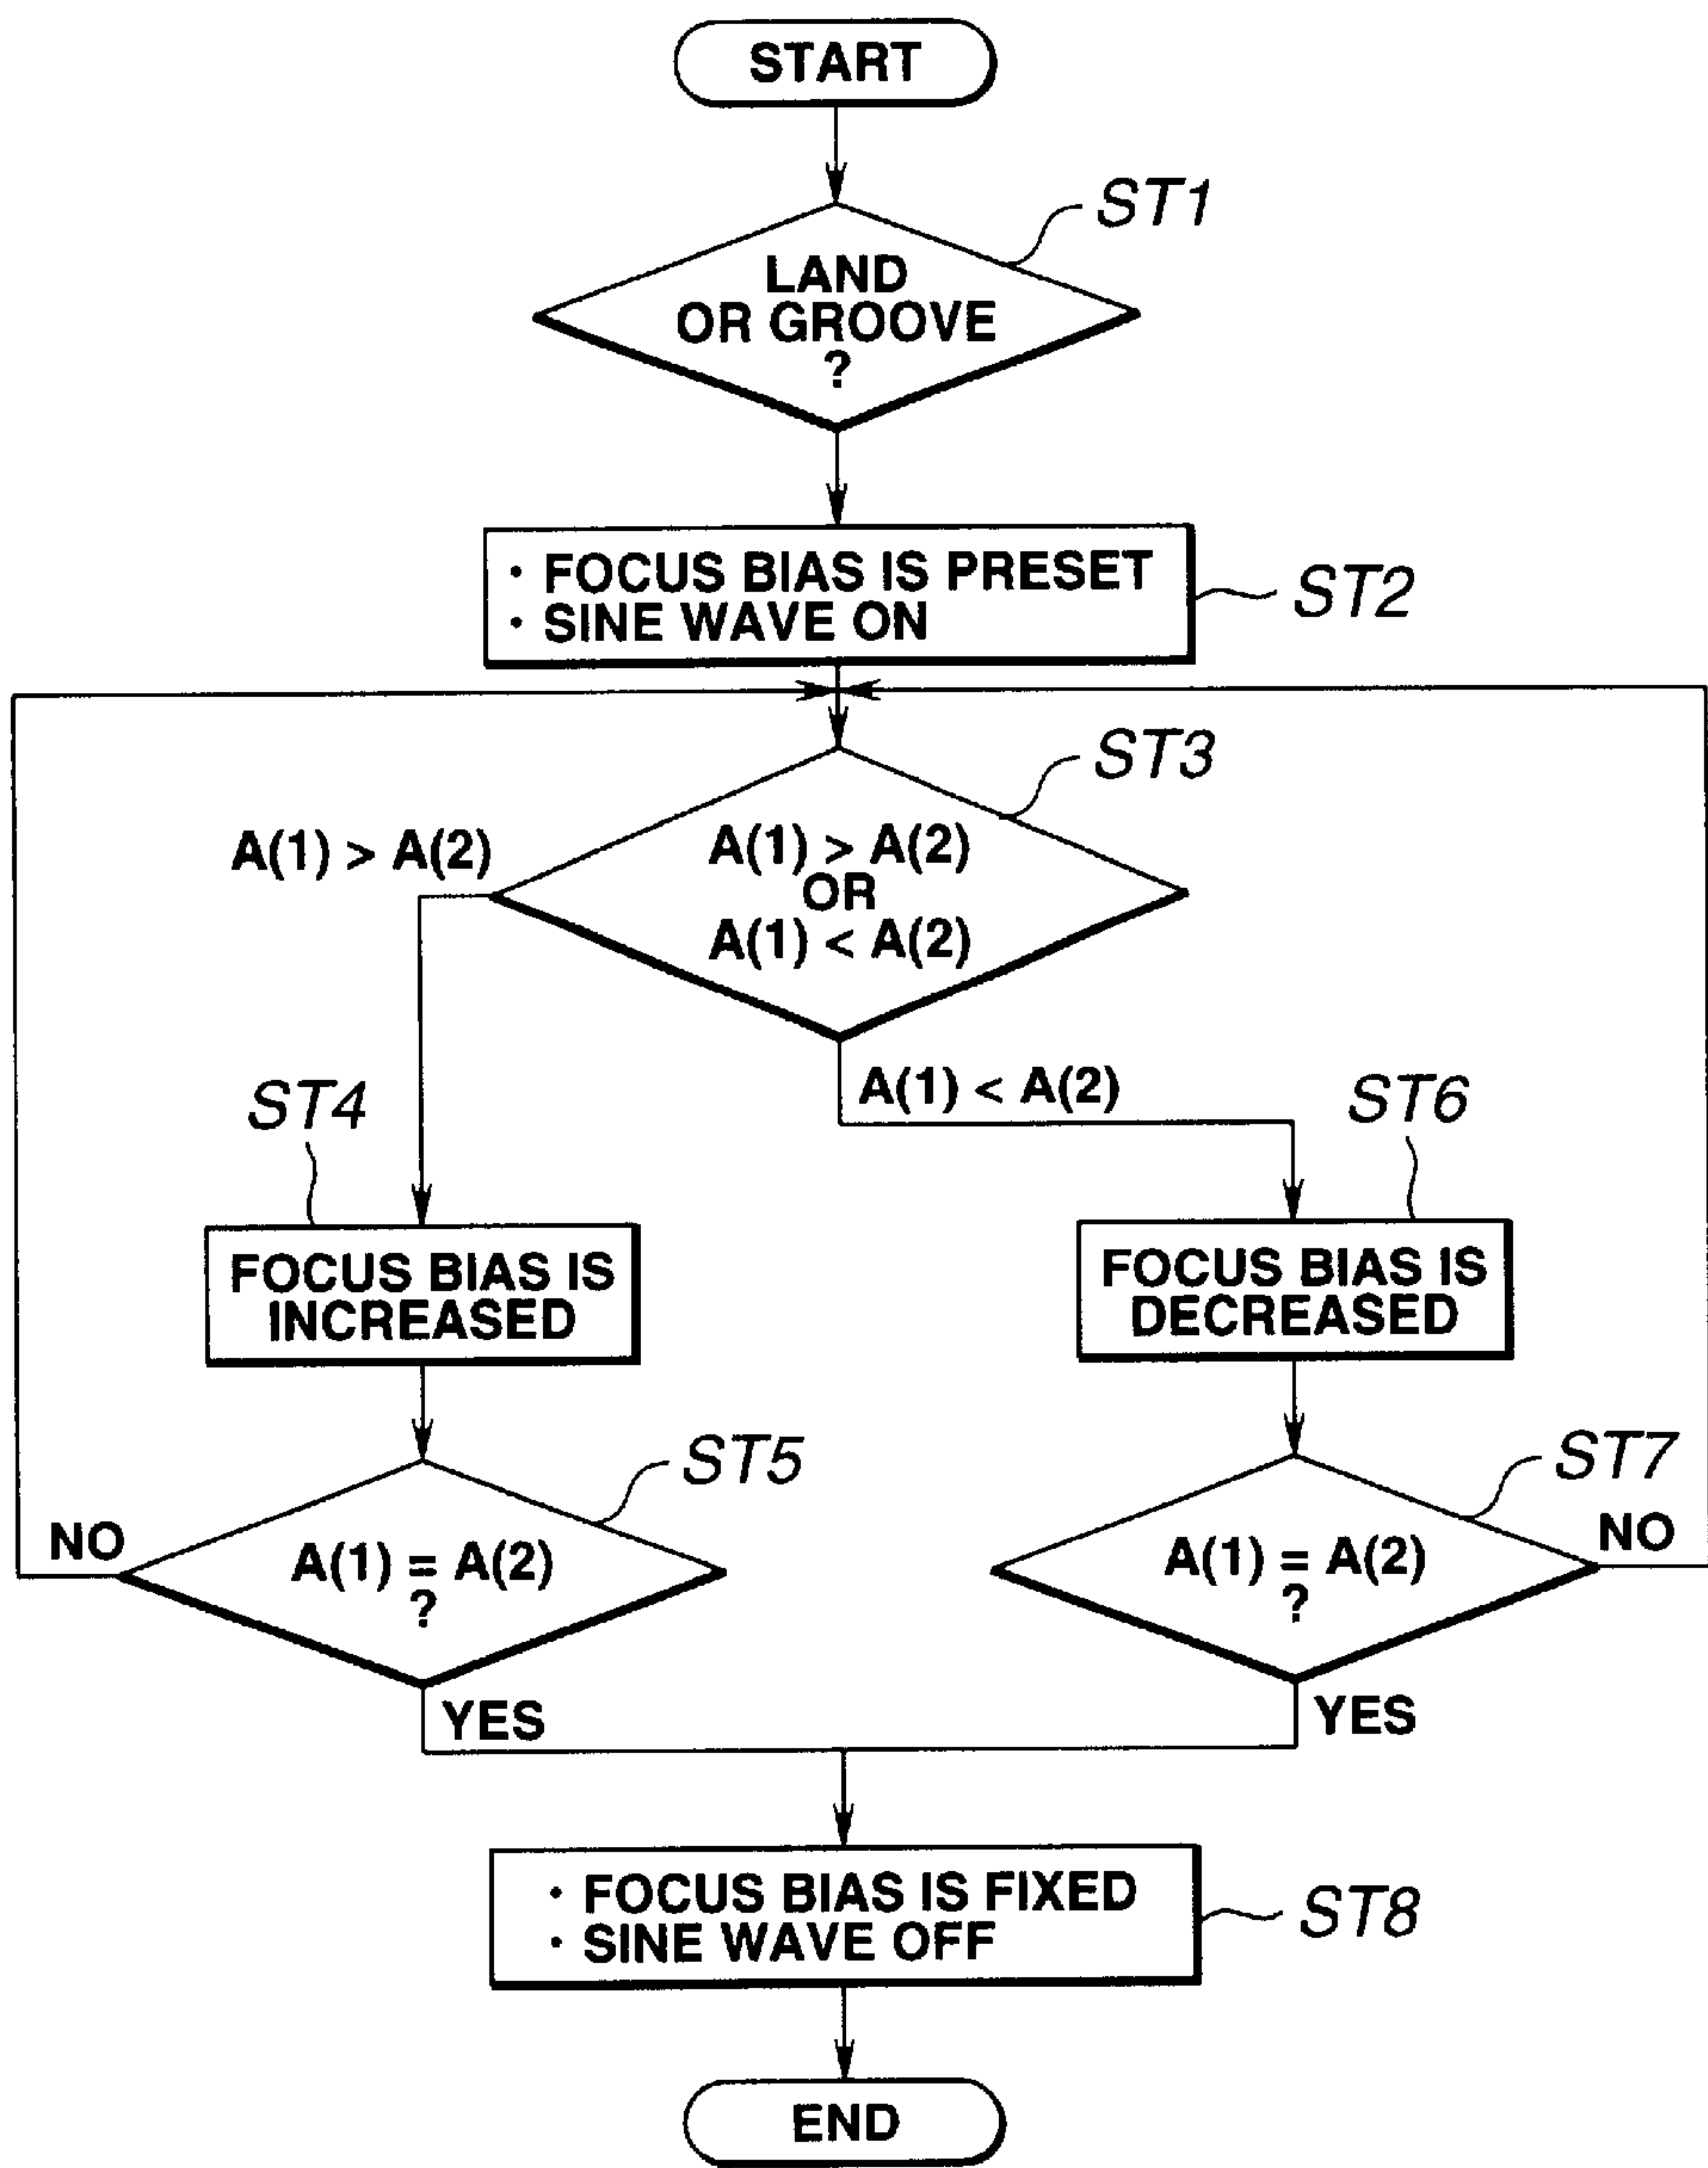 START
ST1
LAND
OR GROOVE
?
• FOCUS BIAS IS PRESET
• SINE WAVE ON
ST2
ST3
A(1) > A(2)
A(1) > A(2)
OR
A(1) < A(2)
A(1) < A(2)
ST4
ST6
FOCUS BIAS IS
INCREASED
FOCUS BIAS IS
DECREASED
ST5
ST7
NO
A(1) = A(2)
?
A(1) = A(2)
?
NO
YES
YES
• FOCUS BIAS IS FIXED
• SINE WAVE OFF
ST8
END